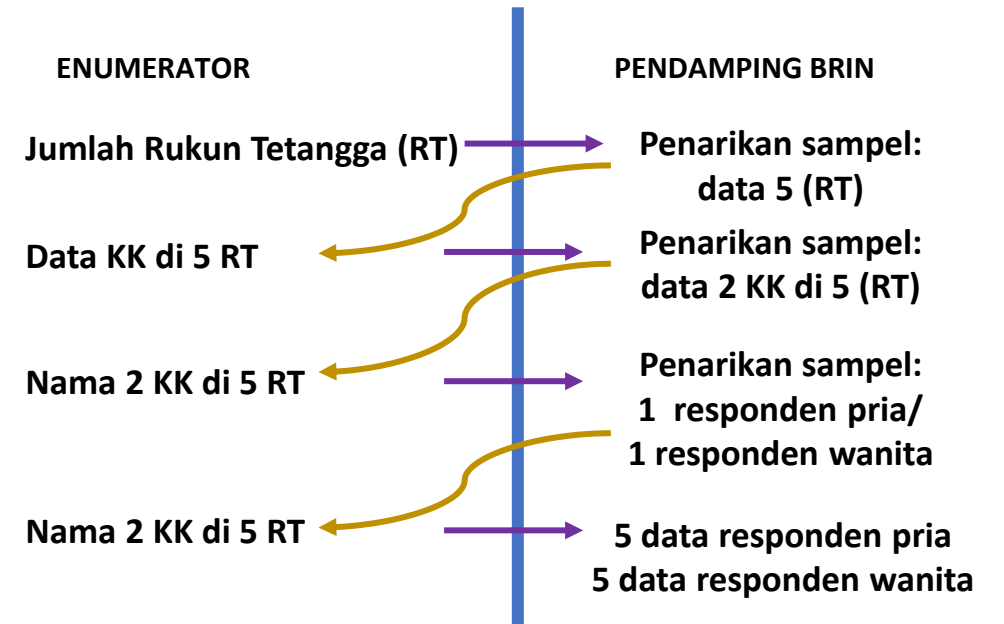 ENUMERATOR
PENDAMPING BRIN
Jumlah Rukun Tetangga (RT)
Penarikan sampel:
data 5 (RT)
Data KK di 5 RT
Penarikan sampel:
data 2 KK di 5 (RT)
Nama 2 KK di 5 RT
Penarikan sampel:
1 responden pria/
1 responden wanita
Nama 2 KK di 5 RT
5 data responden pria
5 data responden wanita